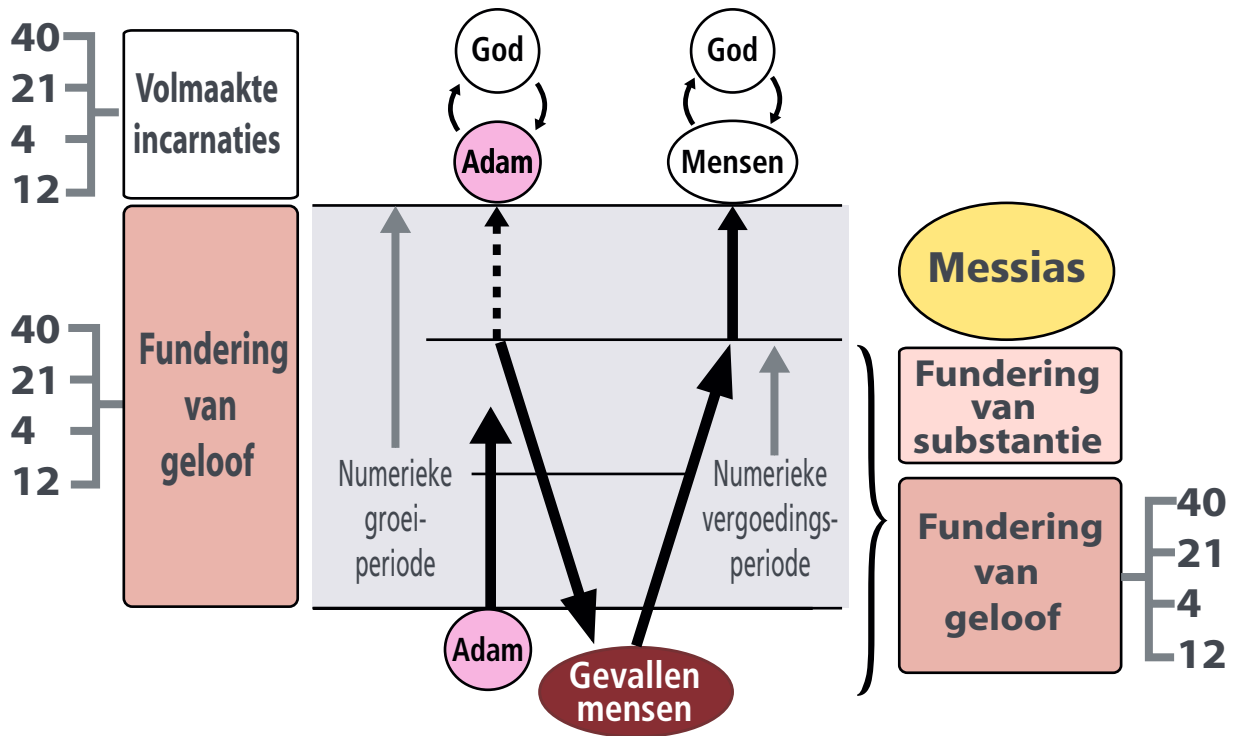 40
21
4
12
Volmaakte
incarnaties
God
Adam
God
Mensen
40
21
4
12
Fundering
van
geloof
Numerieke
groei-
periode
Adam
Gevallen
mensen
Numerieke
vergoedings-
periode
Messias
Fundering
van
substantie
Fundering
van
geloof
40
21
4
12